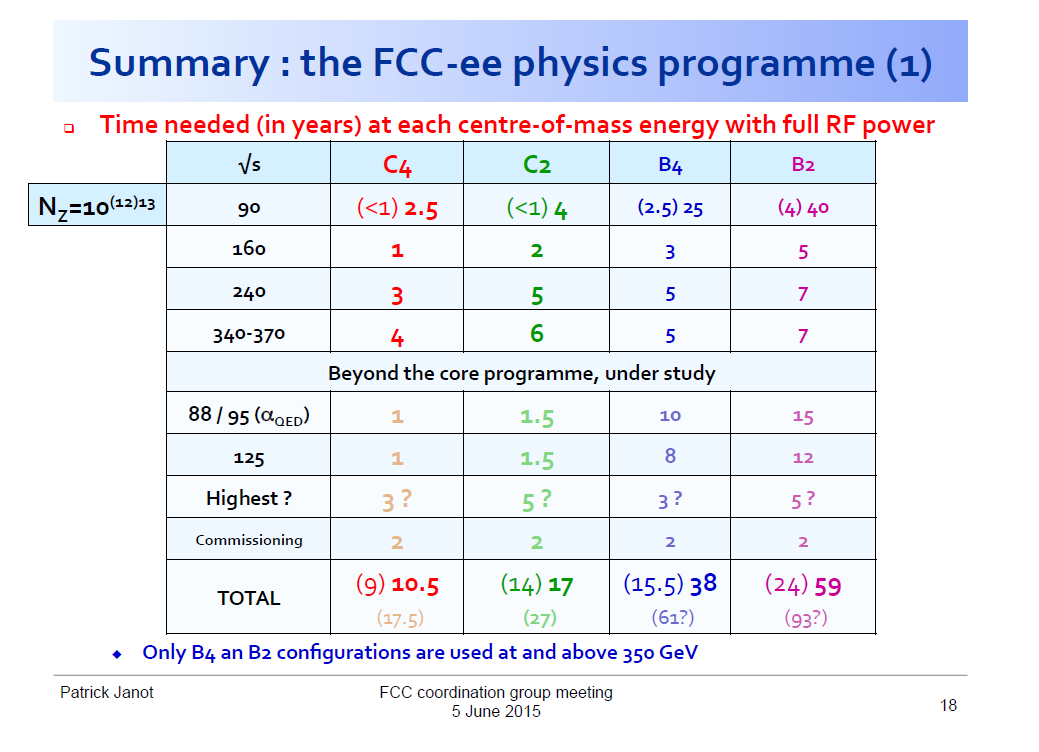 Summary : the FCC-ee physics programme (1)
Time needed (in years) at each centre-of-mass energy with full RF power
√s C4 C2 B4 B2
N_Z=10^(12)13 90 (<1) 2.5 (<1) 4 (2.5) 25 (4) 40
160 1 2 3 5
240 3 5 5 7
340-370 4 6 5 7
Beyond the core programme, under study
88 / 95 (α_QED) 1 1.5 10 15
125 1 1.5 8 12
Highest ? 3 ? 5 ? 3 ? 5 ?
Commissioning 2 2 2 2
TOTAL (9) 10.5 (14) 17 (15.5) 38 (24) 59
(17.5) (27) (61?) (93?)
Only B4 an B2 configurations are used at and above 350 GeV
Patrick Janot FCC coordination group meeting
5 June 2015
18